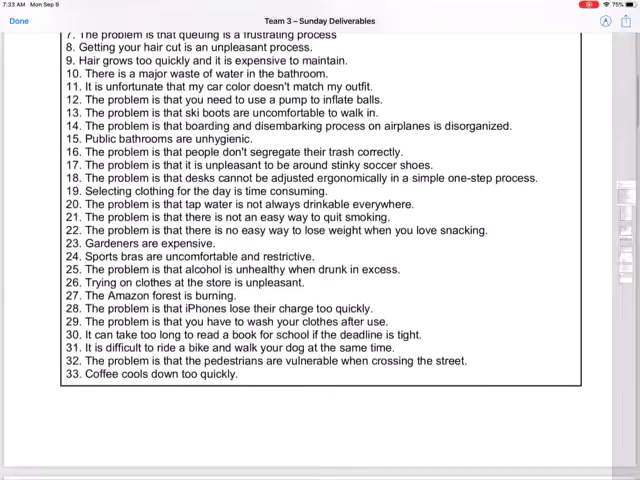 7:33 AM Mon Sep 9
75%
Done
Team 3 – Sunday Deliverables
7. The problem is that queuing is a frustrating process
8. Getting your hair cut is an unpleasant process.
9. Hair grows too quickly and it is expensive to maintain.
10. There is a major waste of water in the bathroom.
11. It is unfortunate that my car color doesn't match my outfit.
12. The problem is that you need to use a pump to inflate balls.
13. The problem is that ski boots are uncomfortable to walk in.
14. The problem is that boarding and disembarking process on airplanes is disorganized.
15. Public bathrooms are unhygienic.
16. The problem is that people don't segregate their trash correctly.
17. The problem is that it is unpleasant to be around stinky soccer shoes.
18. The problem is that desks cannot be adjusted ergonomically in a simple one-step process.
19. Selecting clothing for the day is time consuming.
20. The problem is that tap water is not always drinkable everywhere.
21. The problem is that there is not an easy way to quit smoking.
22. The problem is that there is no easy way to lose weight when you love snacking.
23. Gardeners are expensive.
24. Sports bras are uncomfortable and restrictive.
25. The problem is that alcohol is unhealthy when drunk in excess.
26. Trying on clothes at the store is unpleasant.
27. The Amazon forest is burning.
28. The problem is that iPhones lose their charge too quickly.
29. The problem is that you have to wash your clothes after use.
30. It can take too long to read a book for school if the deadline is tight.
31. It is difficult to ride a bike and walk your dog at the same time.
32. The problem is that the pedestrians are vulnerable when crossing the street.
33. Coffee cools down too quickly.